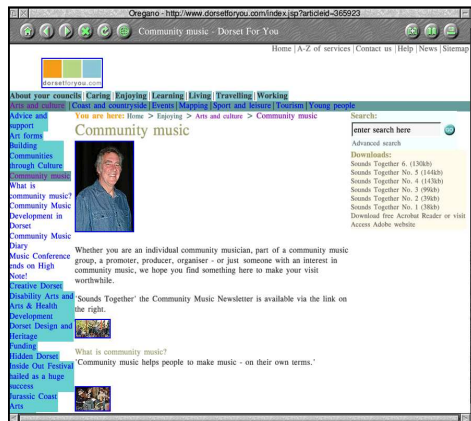 Oregano - http://www.dorsetforyou.com/index.jsp?articleid=365923
Community music - Dorset For You
Home | A-Z of services | Contact us | Help | News | Sitemap
dorsetforyou.com
About your councils | Caring | Enjoying | Learning | Living | Travelling | Working
Arts and culture | Coast and countryside | Events | Mapping | Sport and leisure | Tourism | Young people
Advice and
support
Art forms
Building
Communities
through Culture
Community music
What is
community music?
Community Music
Development in
Dorset
Community Music
Diary
Music Conference
ends on High
Note!
Creative Dorset
Disability Arts and
Arts & Health
Development
Dorset Design and
Heritage
Funding
Hidden Dorset
Inside Out Festival
hailed as a huge
success
Jurassic Coast
Arts
You are here: Home > Enjoying > Arts and culture > Community music
Community music
Whether you are an individual community musician, part of a community music
group, a promoter, producer, organiser - or just someone with an interest in
community music, we hope you find something here to make your visit
worthwhile.
'Sounds Together' the Community Music Newsletter is available via the link on
the right.
What is community music?
'Community music helps people to make music - on their own terms.'
Search:
enter search here
GO
Advanced search
Downloads:
Sounds Together 6. (130kb)
Sounds Together No. 5 (144kb)
Sounds Together No. 4 (143kb)
Sounds Together No. 3 (99kb)
Sounds Together No. 2 (39kb)
Sounds Together No. 1 (38kb)
Download free Acrobat Reader or visit
Access Adobe website